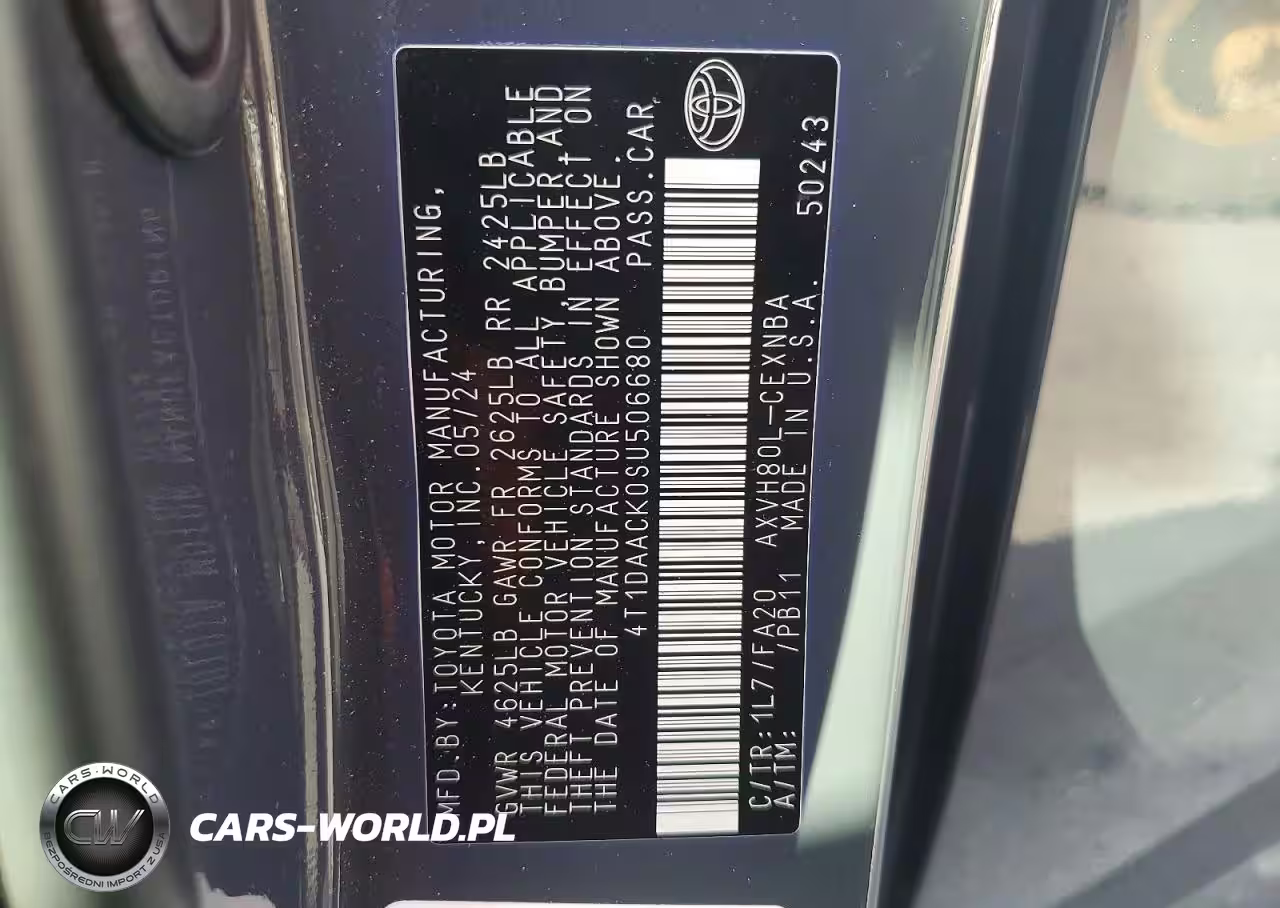 MFD.BY:TOYOTA MOTOR MANUFACTURING,
KENTUCKY,INC.05/24
GVWR 4625LB GAWR FR 2625LB RR 2425LB
THIS VEHICLE CONFORMS TO ALL APPLICABLE
FEDERAL MOTOR VEHICLE SAFETY,BUMPER,AND
THEFT PREVENTION STANDARDS IN EFFECT ON
THE DATE OF MANUFACTURE SHOWN ABOVE.
4T1DAACK0SU506680 PASS.CAR
C/TR:1L7/FA20 AXVH80L-CEXNBA 50243
A/TM: /PB11 MADE IN U.S.A.
CARS-WORLD
CW
BEZPOŚREDNI IMPORT Z USA
CARS-WORLD.PL